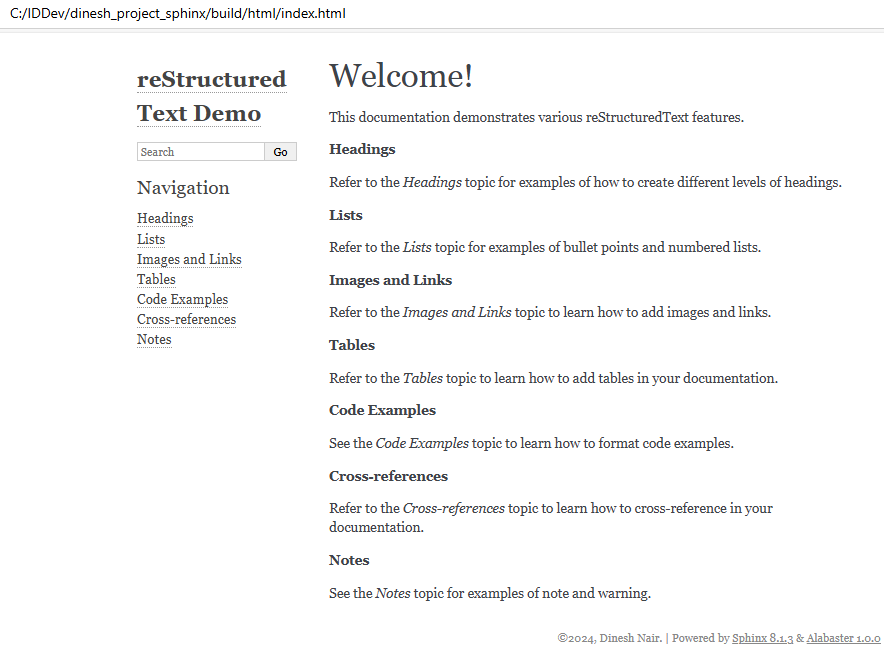 C:/IDDev/dinesh_project_sphinx/build/html/index.html
reStructured
Text Demo
Search Go
Navigation
Headings
Lists
Images and Links
Tables
Code Examples
Cross-references
Notes
Welcome!
This documentation demonstrates various reStructuredText features.
Headings
Refer to the Headings topic for examples of how to create different levels of headings.
Lists
Refer to the Lists topic for examples of bullet points and numbered lists.
Images and Links
Refer to the Images and Links topic to learn how to add images and links.
Tables
Refer to the Tables topic to learn how to add tables in your documentation.
Code Examples
See the Code Examples topic to learn how to format code examples.
Cross-references
Refer to the Cross-references topic to learn how to cross-reference in your
documentation.
Notes
See the Notes topic for examples of note and warning.
©2024, Dinesh Nair. | Powered by Sphinx 8.1.3 & Alabaster 1.0.0